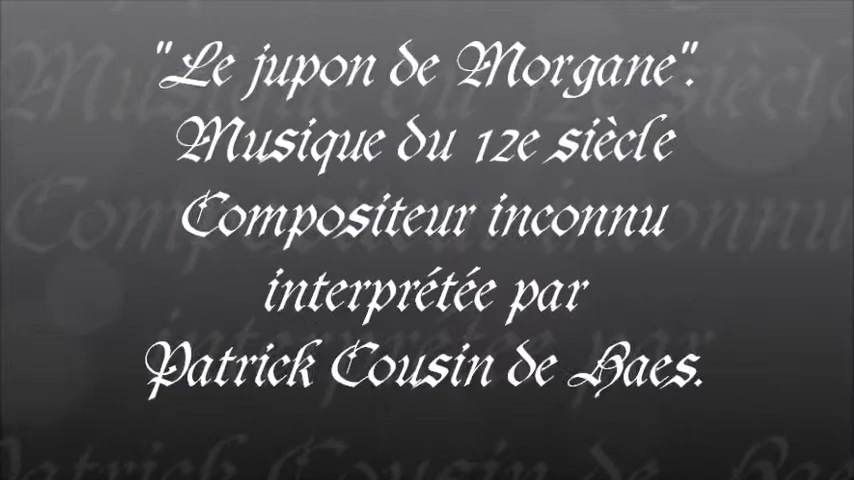 "Le jupon de Morgane".
Musique du 12e siècle
Compositeur inconnu
interprétée par
Patrick Cousin de Haes.